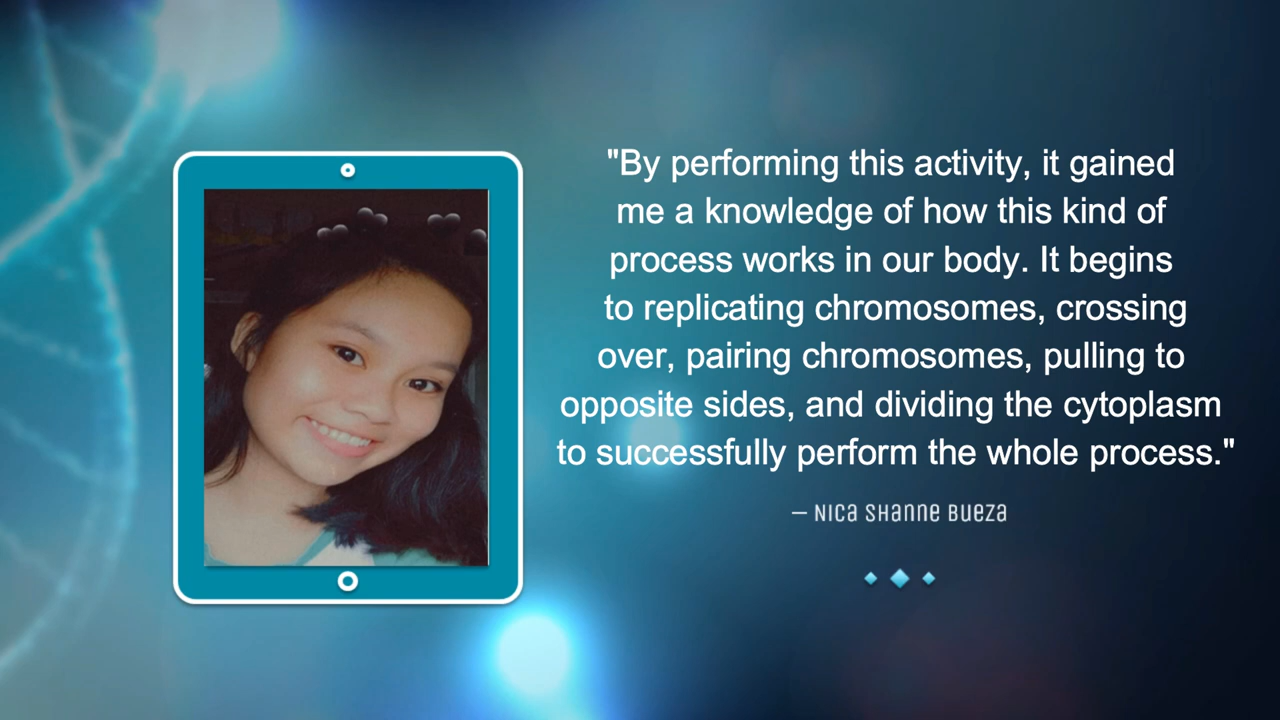 "By performing this activity, it gained
me a knowledge of how this kind of
process works in our body. It begins
to replicating chromosomes, crossing
over, pairing chromosomes, pulling to
opposite sides, and dividing the cytoplasm
to successfully perform the whole process."
– Nica Shanne Bueza